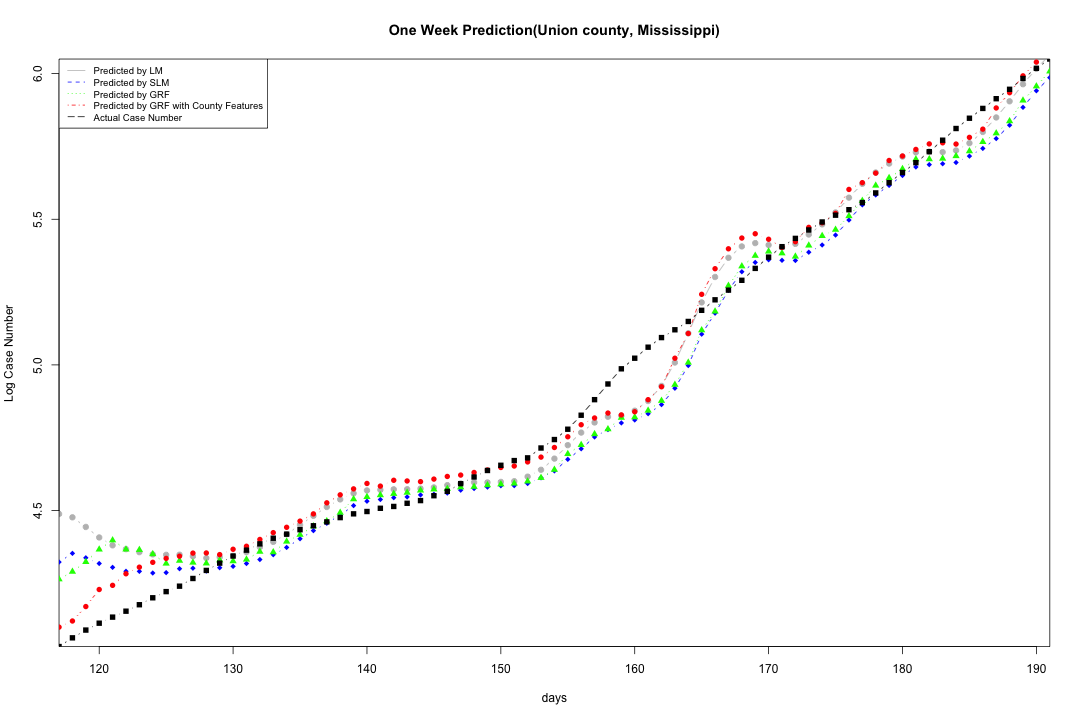 One Week Prediction(Union county, Mississippi)
Predicted by LM
Predicted by SLM
Predicted by GRF
Predicted by GRF with County Features
Actual Case Number
6.0
5.5
5.0
4.5
Log Case Number
120 130 140 150 160 170 180 190
days